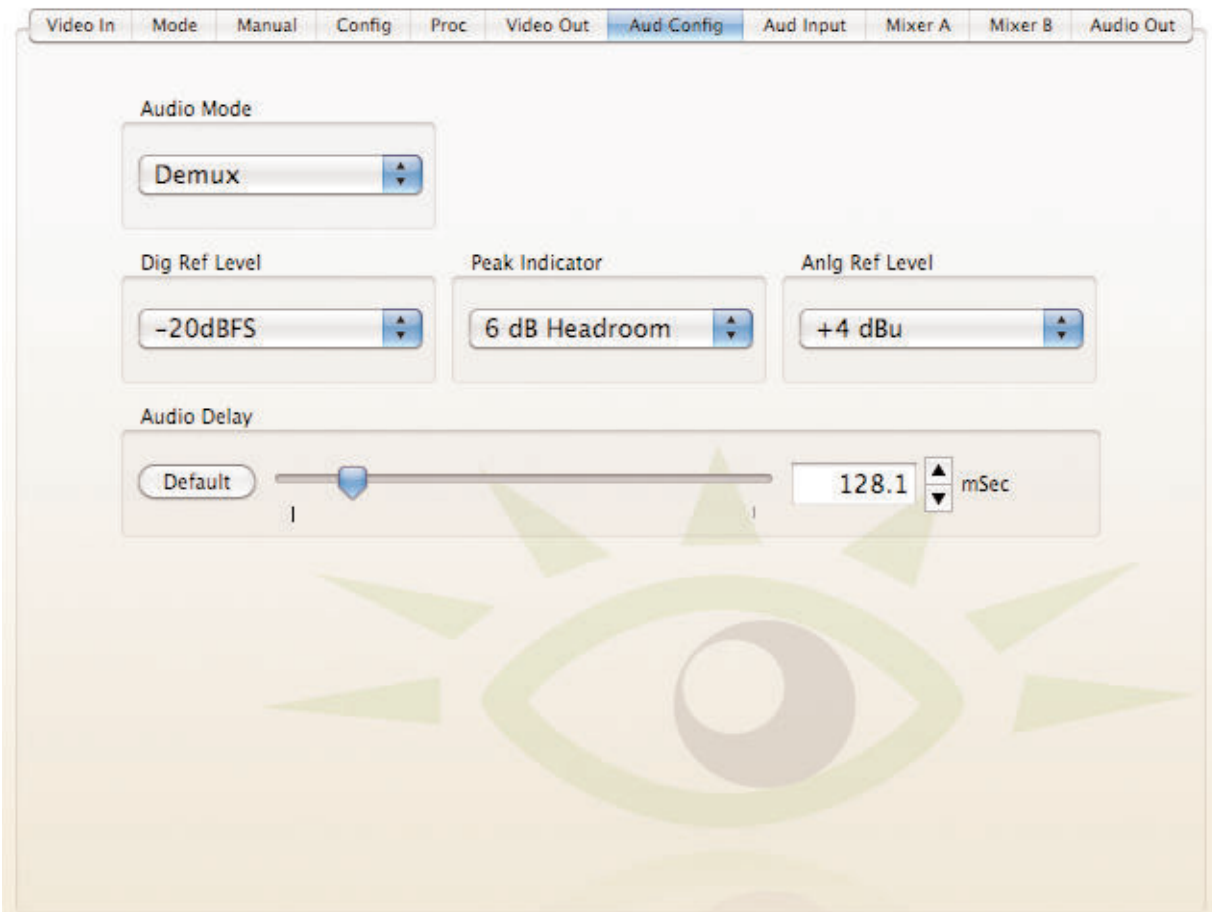 Video In Mode Manual Config Proc Video Out Aud Config Aud Input Mixer A Mixer B Audio Out
Audio Mode
Demux
Dig Ref Level Peak Indicator Anlg Ref Level
-20dBFS 6 dB Headroom +4 dBu
Audio Delay
Default 128.1 mSec